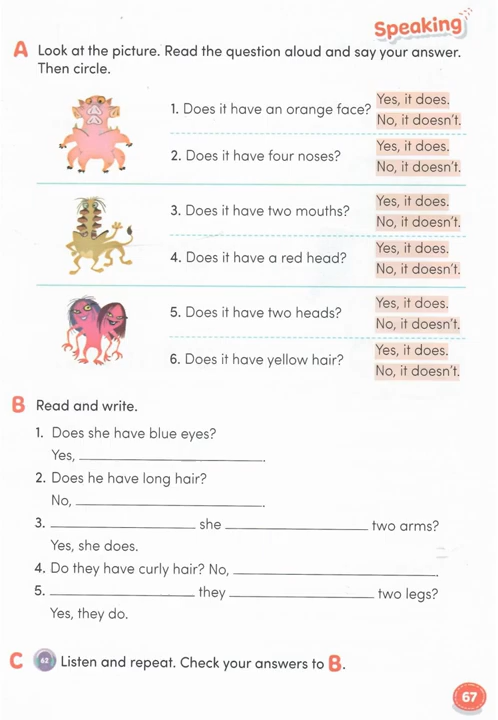 Speaking
A Look at the picture. Read the question aloud and say your answer.
Then circle.
1. Does it have an orange face?
Yes, it does.
No, it doesn't.
2. Does it have four noses?
Yes, it does.
No, it doesn't.
3. Does it have two mouths?
Yes, it does.
No, it doesn't.
4. Does it have a red head?
Yes, it does.
No, it doesn't.
5. Does it have two heads?
Yes, it does.
No, it doesn't.
6. Does it have yellow hair?
Yes, it does.
No, it doesn't.
B Read and write.
1. Does she have blue eyes?
Yes, ____________________.
2. Does he have long hair?
No, ____________________.
3. ____________________ she ____________________ two arms?
Yes, she does.
4. Do they have curly hair? No, ____________________.
5. ____________________ they ____________________ two legs?
Yes, they do.
C 62 Listen and repeat. Check your answers to B.
67